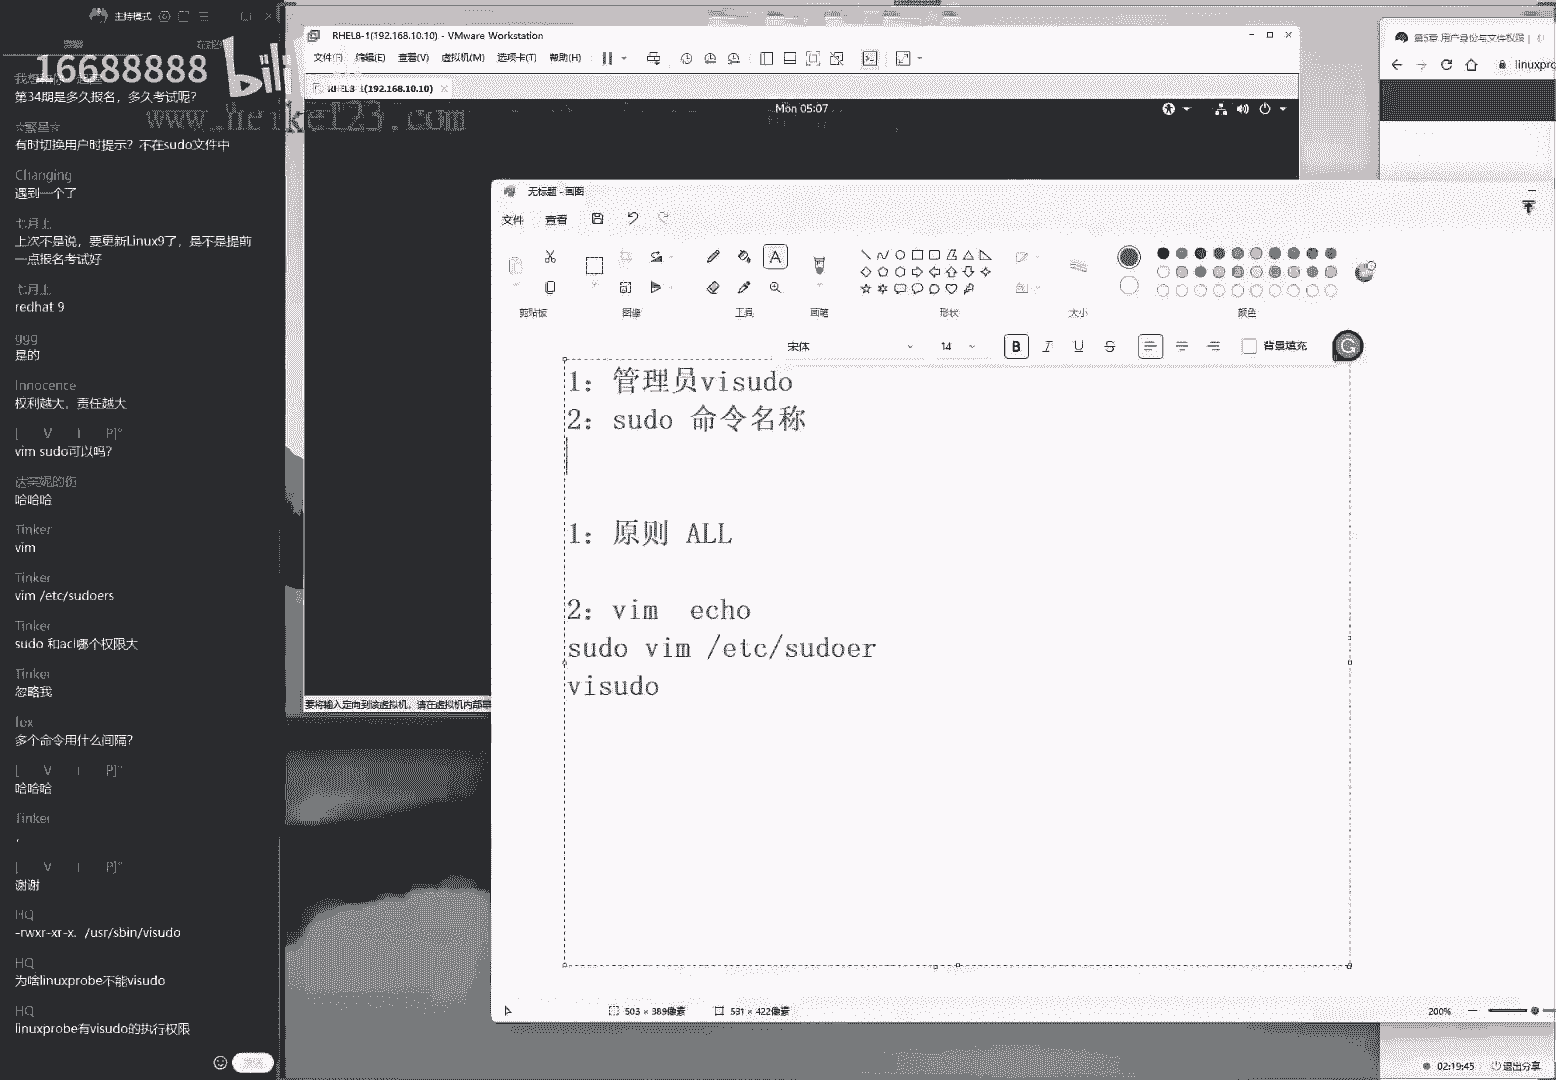 主持模式
16688888
bili
www.heike123.com
第34期是多久报名，多久考试呢？
☆繁星☆
有时切换用户时提示？不在sudo文件中
Changing
遇到一个了
七月上
上次不是说，要更新Linux9了，是不是提前
一点报名考试好
七月上
redhat 9
ggg
是的
Innocence
权利越大，责任越大
[ V I P]°
vim sudo可以吗？
哈哈哈
Tinker
vim
Tinker
vim /etc/sudoers
Tinker
sudo 和acl哪个权限大
Tinker
忽略我
fox
多个命令用什么间隔？
[ V I P]°
哈哈哈
Tinker
，
[ V I P]°
谢谢
HQ
-rwxr-xr-x. /usr/sbin/visudo
HQ
为啥linuxprobe不能visudo
HQ
linuxprobe有visudo的执行权限
RHEL8-1(192.168.10.10) - VMware Workstation
文件(F) 编辑(E) 查看(V) 虚拟机(M) 选项卡(T) 帮助(H)
RHEL8-1(192.168.10.10)
Mon 05:07
第5章 用户身份与文件权限
linuxpro
无标题 - 画图
文件 查看
剪贴板 图像 工具 画笔 形状 大小 颜色
宋体 14 B I U S 背景填充
1：管理员visudo
2：sudo 命令名称
1：原则 ALL
2：vim echo
sudo vim /etc/sudoer
visudo
要将输入定向到该虚拟机，请在虚拟机内部单
503 × 389像素 531 × 422像素 200%
02:19:45 退出分享